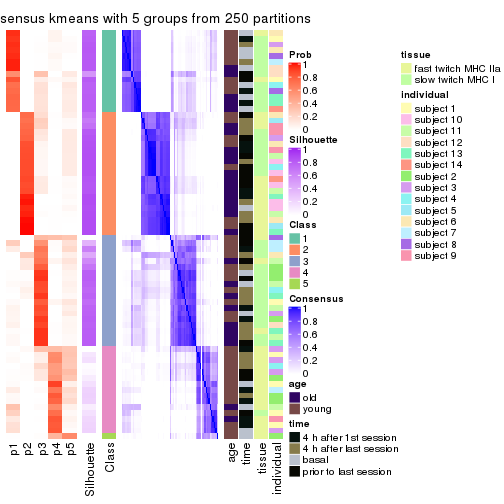 sensus kmeans with 5 groups from 250 partitions
Prob
1
0.8
0.6
0.4
0.2
0
Silhouette
1
0.8
0.6
0.4
0.2
0
Class
1
2
3
4
5
Consensus
1
0.8
0.6
0.4
0.2
0
age
old
young
time
4 h after 1st session
4 h after last session
basal
prior to last session
tissue
fast twitch MHC IIa
slow twitch MHC I
individual
subject 1
subject 10
subject 11
subject 12
subject 13
subject 14
subject 2
subject 3
subject 4
subject 5
subject 6
subject 7
subject 8
subject 9
p1
p2
p3
p4
p5
Silhouette
Class
age
time
tissue
individual